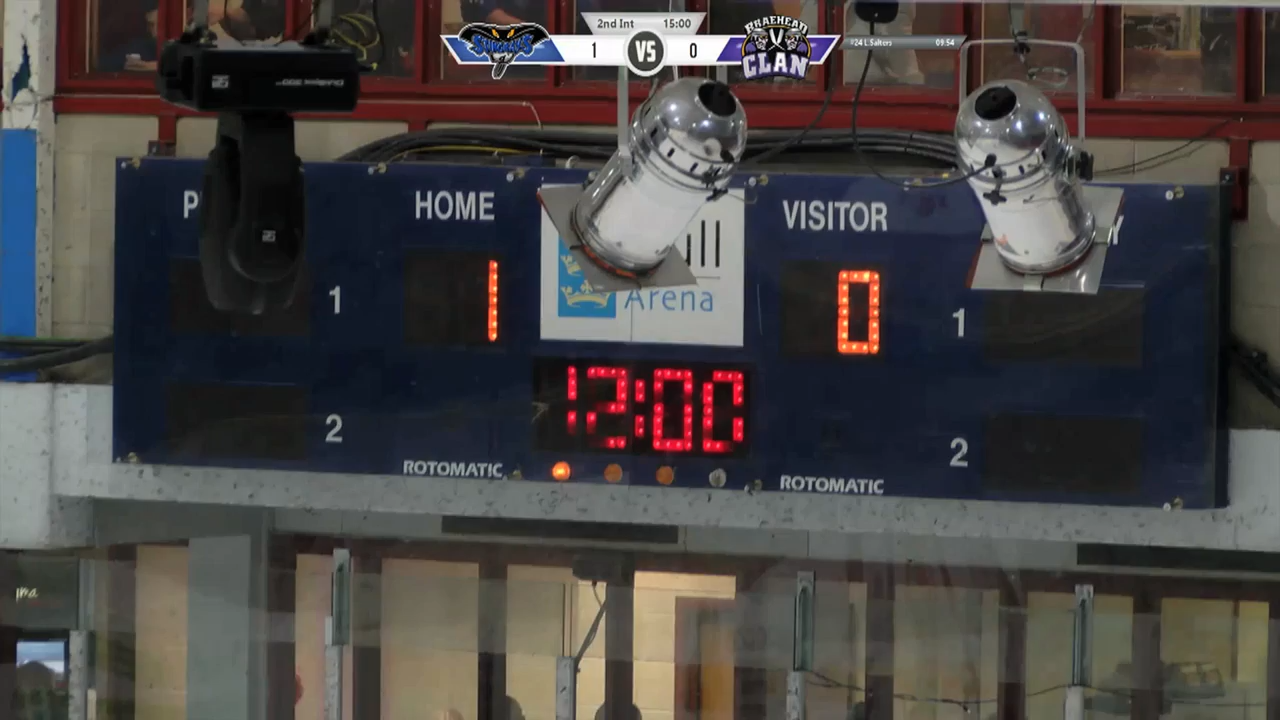 2nd Int 15:00
1 VS 0
BRAEHEAD
CLAN
#24 L Salters 09:54
HOME
VISITOR
1
ull
0
1
1
Arena
12:00
2
2
ROTOMATIC
ROTOMATIC